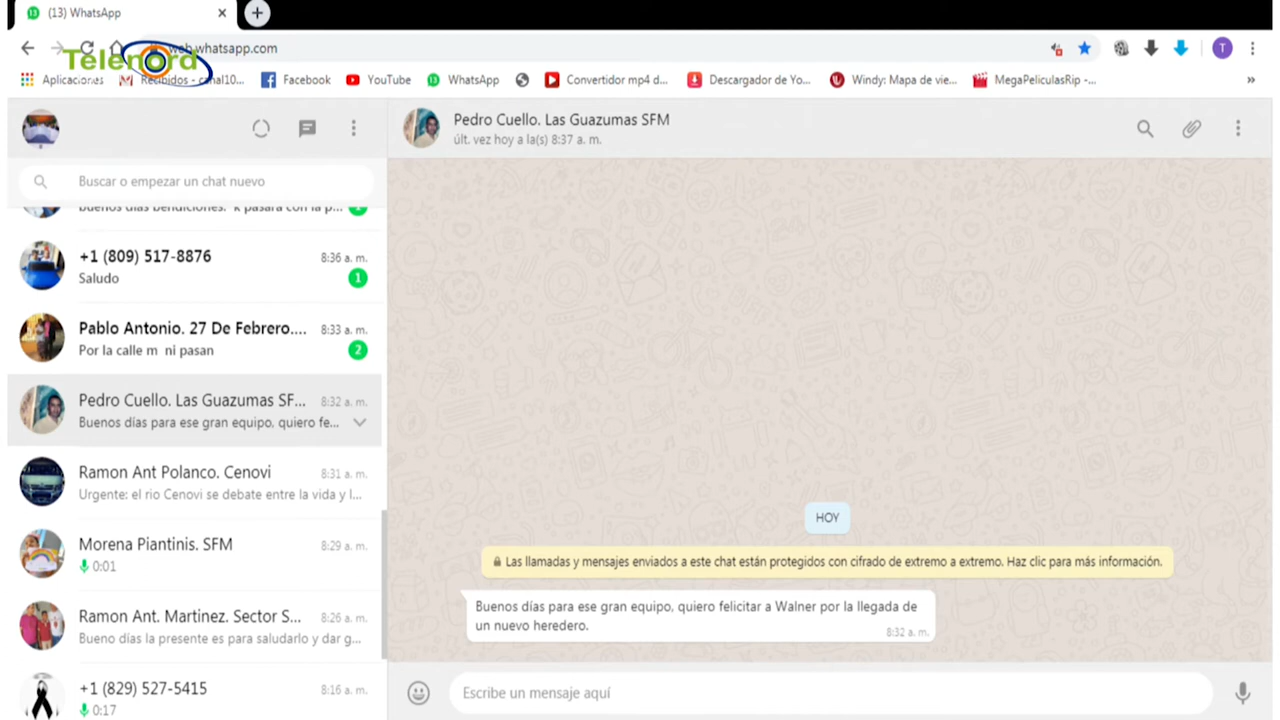 (13) WhatsApp
Telenord
web.whatsapp.com
Aplicaciones
Recibidos - canal10...
Facebook
YouTube
WhatsApp
Convertidor mp4 d...
Descargador de Yo...
Windy: Mapa de vie...
MegaPeliculasRip -...
»
T
Buscar o empezar un chat nuevo
buenos días bendiciones. k pasara con la p...
+1 (809) 517-8876
8:36 a. m.
Saludo
1
Pablo Antonio. 27 De Febrero....
8:33 a. m.
Por la calle m ni pasan
2
Pedro Cuello. Las Guazumas SF...
8:32 a. m.
Buenos días para ese gran equipo, quiero fe...
Ramon Ant Polanco. Cenovi
8:31 a. m.
Urgente: el rio Cenovi se debate entre la vida y l...
Morena Piantinis. SFM
8:29 a. m.
0:01
Ramon Ant. Martinez. Sector S...
8:26 a. m.
Bueno días la presente es para saludarlo y dar g...
+1 (829) 527-5415
8:16 a. m.
0:17
Pedro Cuello. Las Guazumas SFM
últ. vez hoy a la(s) 8:37 a. m.
HOY
Las llamadas y mensajes enviados a este chat están protegidos con cifrado de extremo a extremo. Haz clic para más información.
Buenos días para ese gran equipo, quiero felicitar a Walner por la llegada de
un nuevo heredero.
8:32 a. m.
Escribe un mensaje aquí